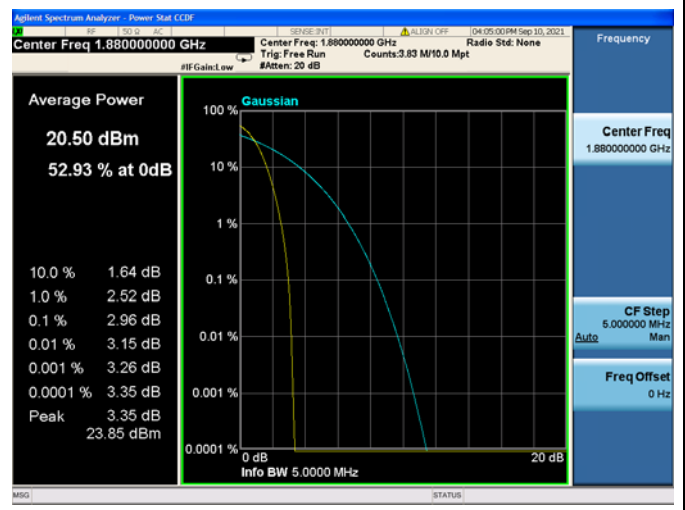 Agilent Spectrum Analyzer - Power Stat CCDF
RF 50 Ω AC SENSE:INT ALIGN OFF 04:05:00 PM Sep 10, 2021
Center Freq 1.880000000 GHz
Center Freq: 1.880000000 GHz Radio Std: None
Trig: Free Run Counts:3.83 M/10.0 Mpt
#IFGain:Low #Atten: 20 dB
Frequency
Average Power
20.50 dBm
52.93 % at 0dB
10.0 % 1.64 dB
1.0 % 2.52 dB
0.1 % 2.96 dB
0.01 % 3.15 dB
0.001 % 3.26 dB
0.0001 % 3.35 dB
Peak 3.35 dB
23.85 dBm
Gaussian
100 %
10 %
1 %
0.1 %
0.01 %
0.001 %
0.0001 %
0 dB 20 dB
Info BW 5.0000 MHz
Center Freq
1.880000000 GHz
CF Step
5.000000 MHz
Auto Man
Freq Offset
0 Hz
MSG STATUS